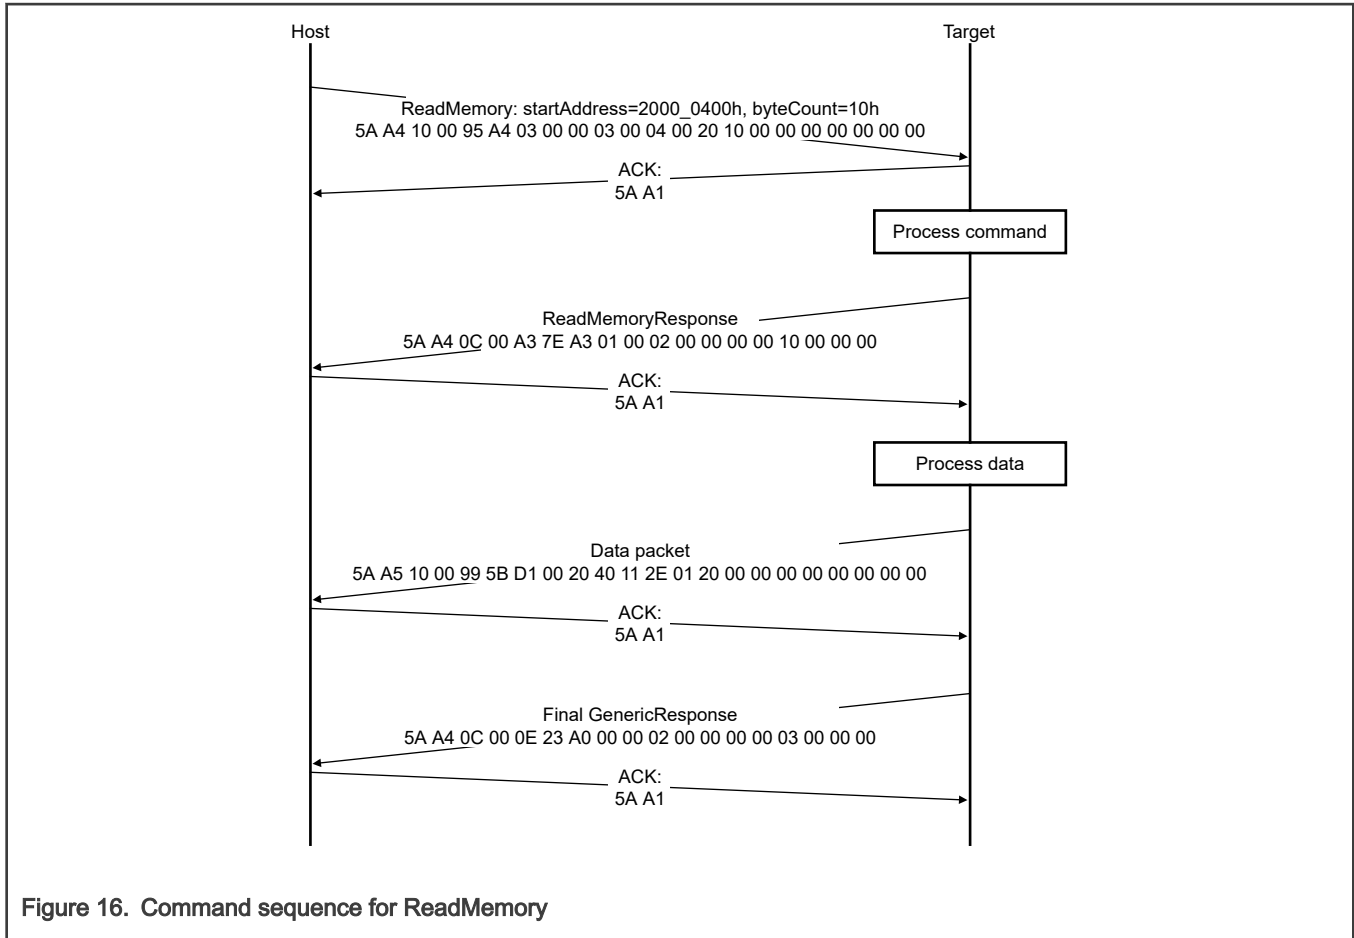 Host
Target
ReadMemory: startAddress=2000_0400h, byteCount=10h
5A A4 10 00 95 A4 03 00 00 03 00 04 00 20 10 00 00 00 00 00 00 00
ACK:
5A A1
Process command
ReadMemoryResponse
5A A4 0C 00 A3 7E A3 01 00 02 00 00 00 00 10 00 00 00
ACK:
5A A1
Process data
Data packet
5A A5 10 00 99 5B D1 00 20 40 11 2E 01 20 00 00 00 00 00 00 00 00
ACK:
5A A1
Final GenericResponse
5A A4 0C 00 0E 23 A0 00 00 02 00 00 00 00 03 00 00 00
ACK:
5A A1
Figure 16. Command sequence for ReadMemory